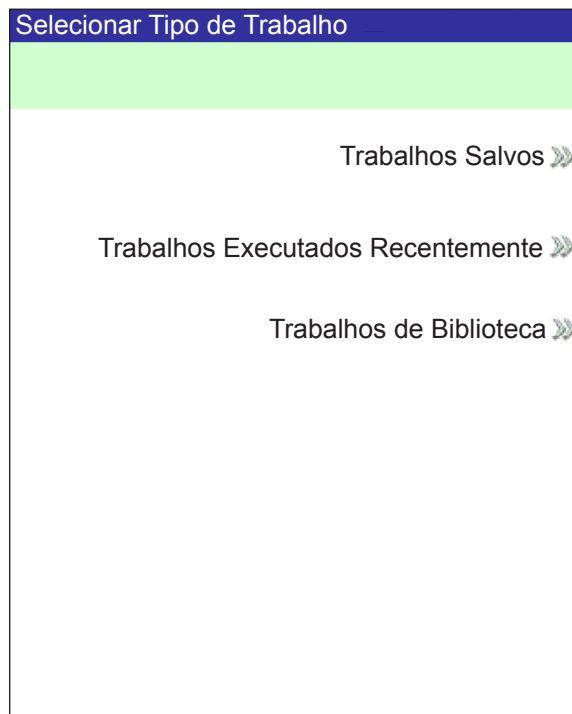 Selecionar Tipo de Trabalho
Trabalhos Salvos
Trabalhos Executados Recentemente
Trabalhos de Biblioteca